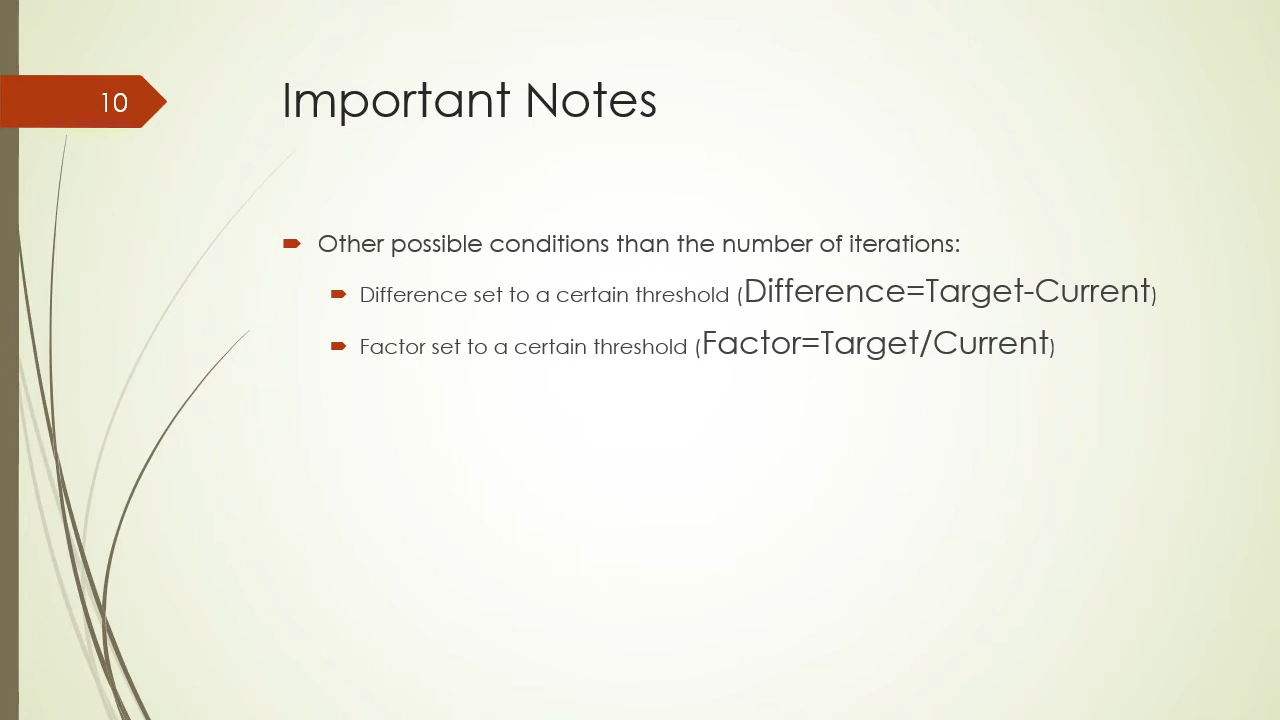 10
Important Notes
Other possible conditions than the number of iterations:
Difference set to a certain threshold (Difference=Target-Current)
Factor set to a certain threshold (Factor=Target/Current)